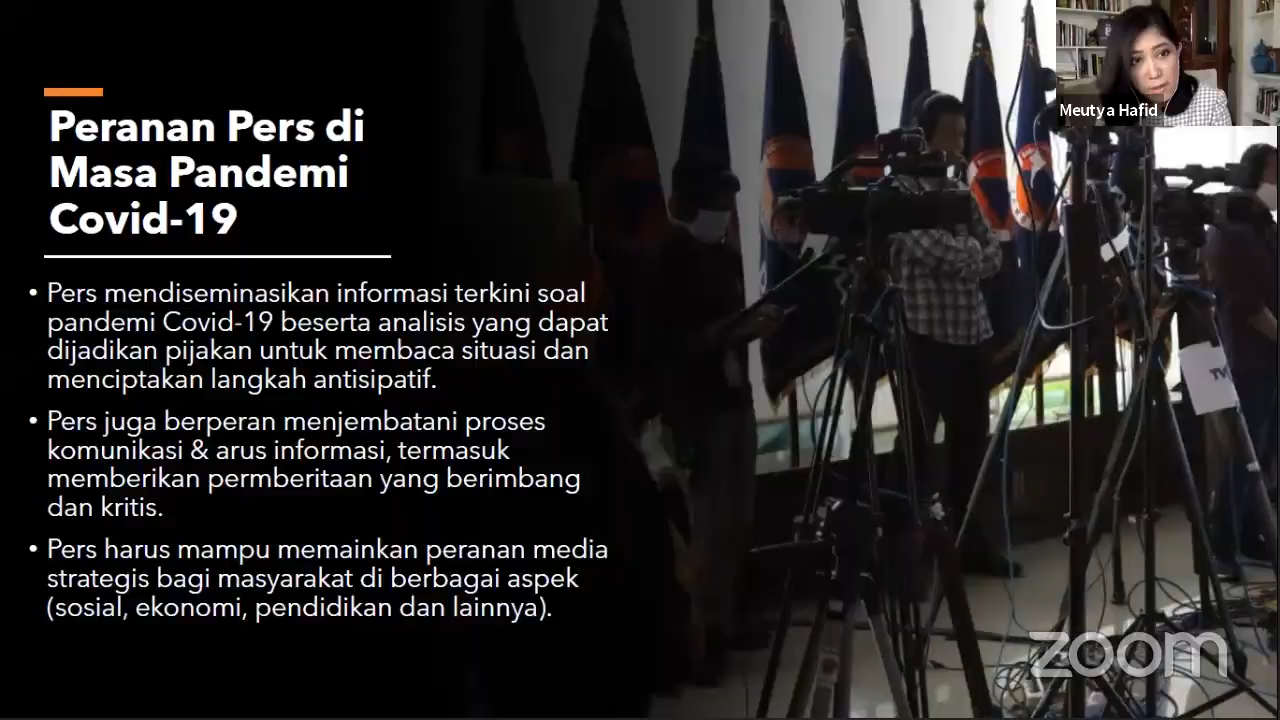 Peranan Pers di
Masa Pandemi
Covid-19
• Pers mendiseminasikan informasi terkini soal
pandemi Covid-19 beserta analisis yang dapat
dijadikan pijakan untuk membaca situasi dan
menciptakan langkah antisipatif.
• Pers juga berperan menjembatani proses
komunikasi & arus informasi, termasuk
memberikan permberitaan yang berimbang
dan kritis.
• Pers harus mampu memainkan peranan media
strategis bagi masyarakat di berbagai aspek
(sosial, ekonomi, pendidikan dan lainnya).
Meutya Hafid
zoom